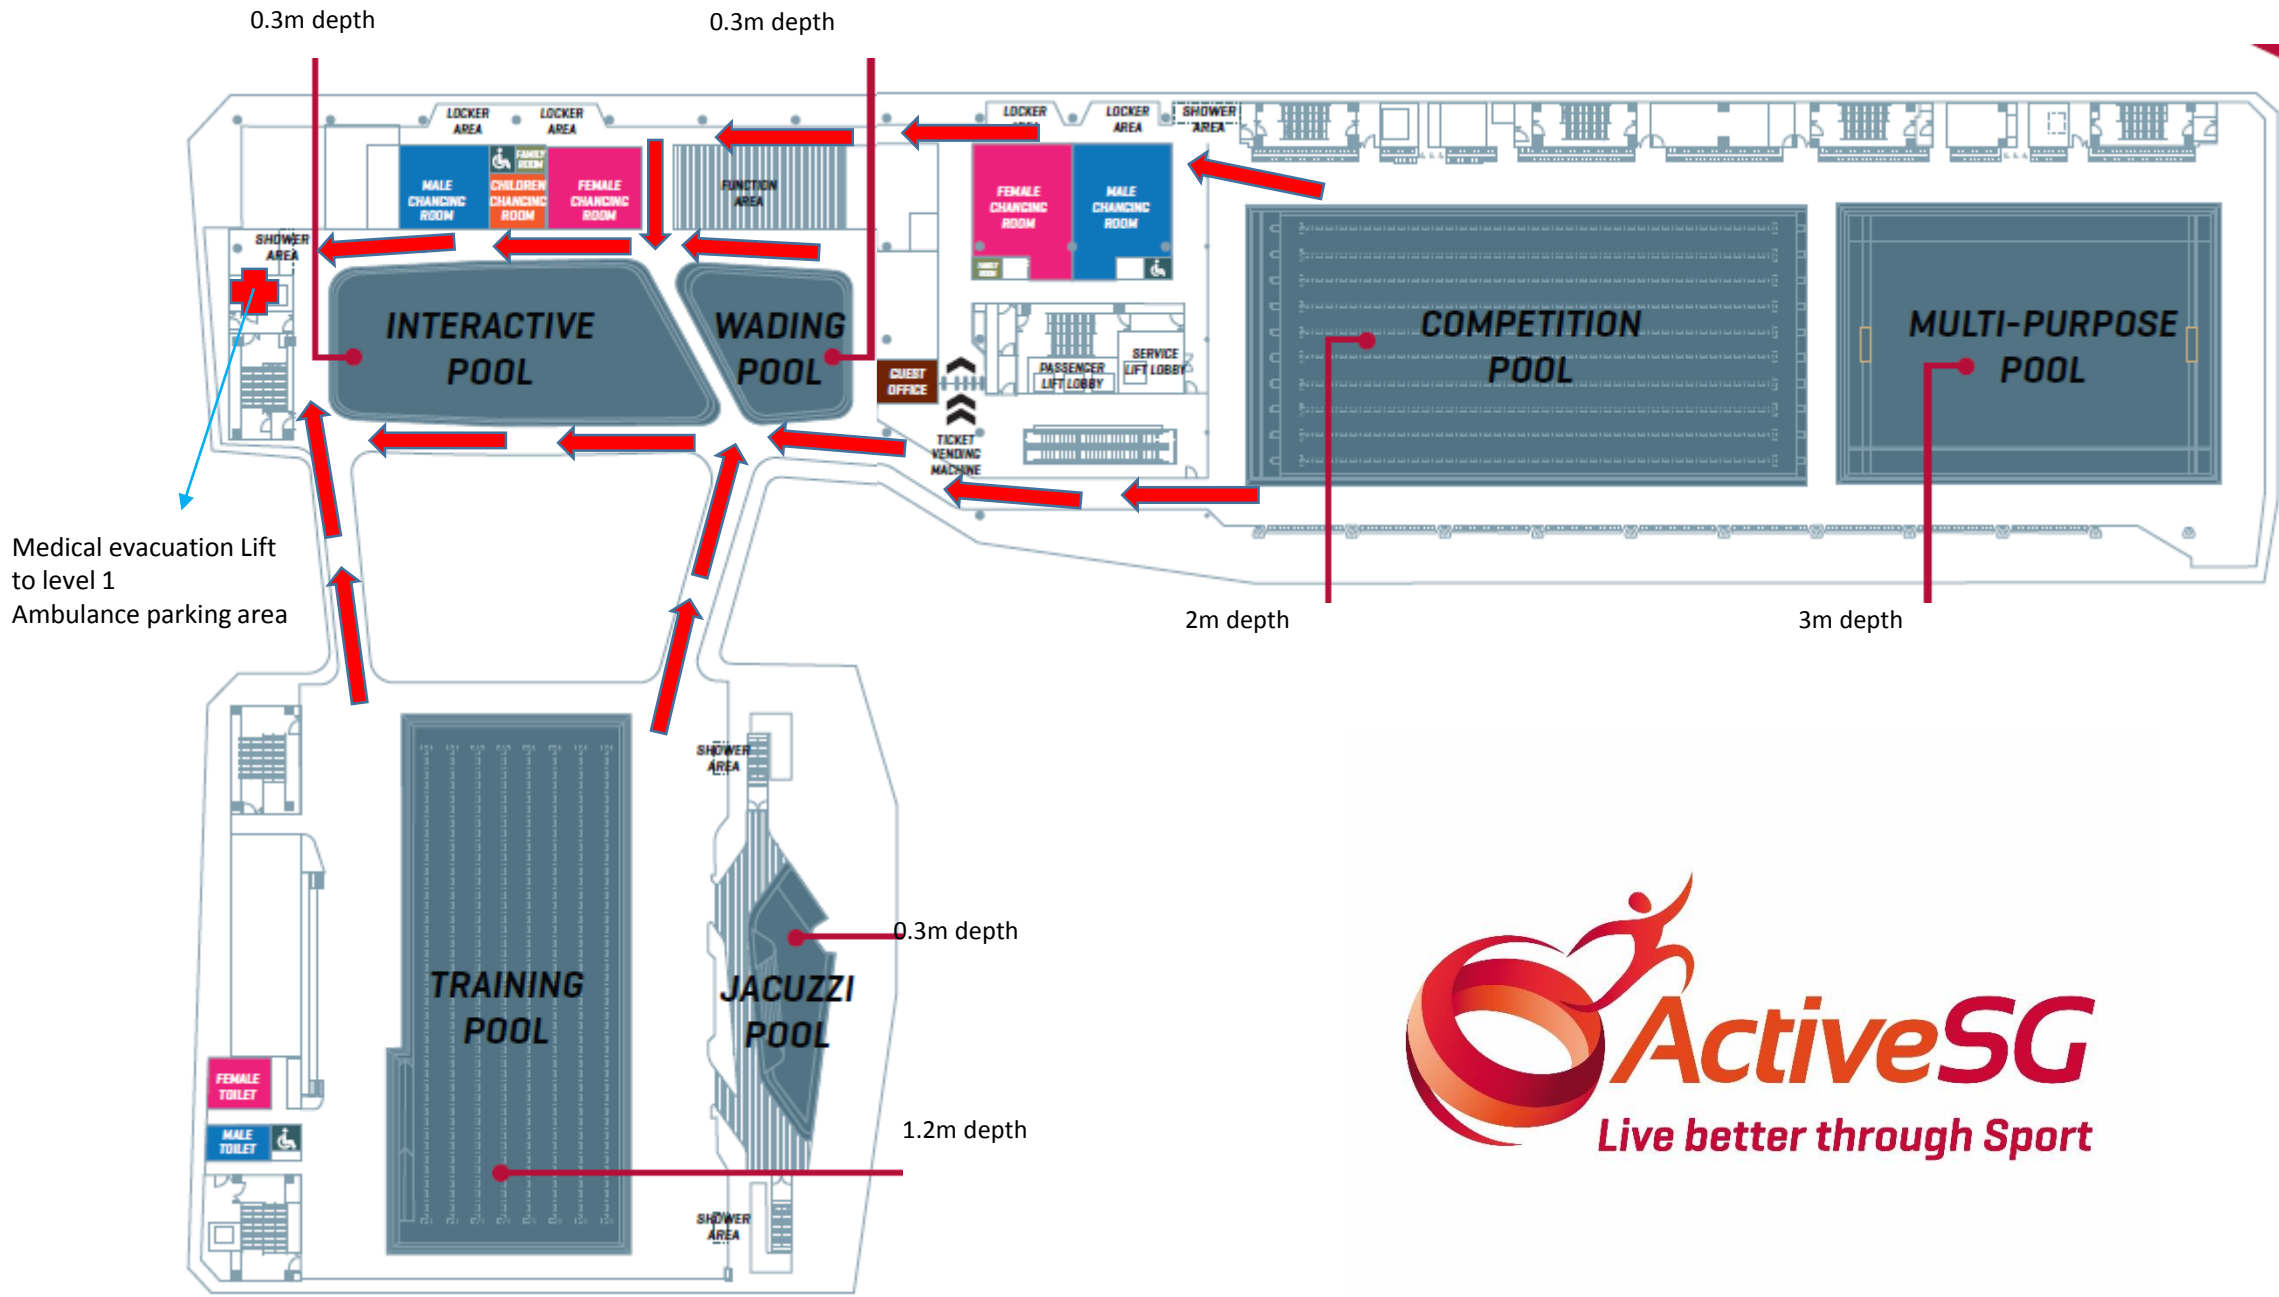 0.3m depth
0.3m depth
LOCKER
AREA
LOCKER
AREA
LOCKER
AREA
LOCKER
AREA
SHOWER
AREA
MALE
CHANGING
ROOM
FAMILY
ROOM
CHILDREN
CHANGING
ROOM
FEMALE
CHANGING
ROOM
FUNCTION
AREA
FEMALE
CHANGING
ROOM
MALE
CHANGING
ROOM
FAMILY
ROOM
SHOWER
AREA
INTERACTIVE
POOL
WADING
POOL
GUEST
OFFICE
PASSENGER
LIFT LOBBY
SERVICE
LIFT LOBBY
TICKET
VENDING
MACHINE
COMPETITION
POOL
MULTI-PURPOSE
POOL
Medical evacuation Lift
to level 1
Ambulance parking area
2m depth
3m depth
SHOWER
AREA
0.3m depth
TRAINING
POOL
JACUZZI
POOL
FEMALE
TOILET
MALE
TOILET
1.2m depth
SHOWER
AREA
ActiveSG
Live better through Sport